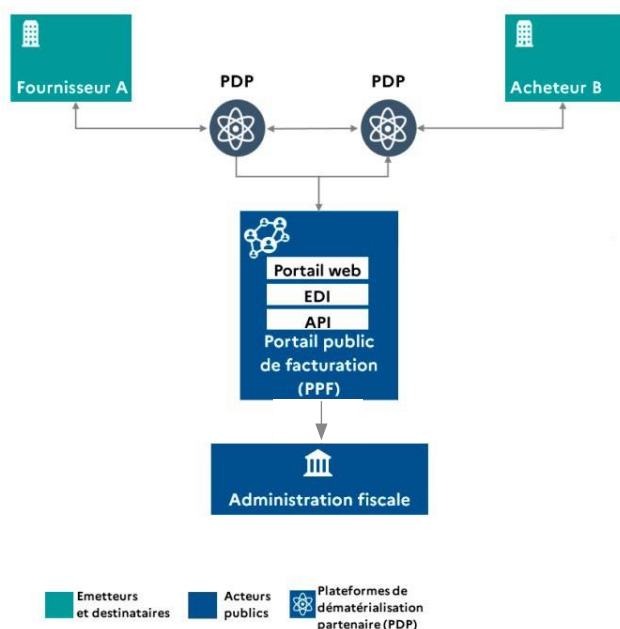 Fournisseur A
PDP
PDP
Acheteur B
Portail web
EDI
API
Portail public
de facturation
(PPF)
Administration fiscale
Emetteurs
et destinataires
Acteurs
publics
Plateformes de
dématérialisation
partenaire (PDP)